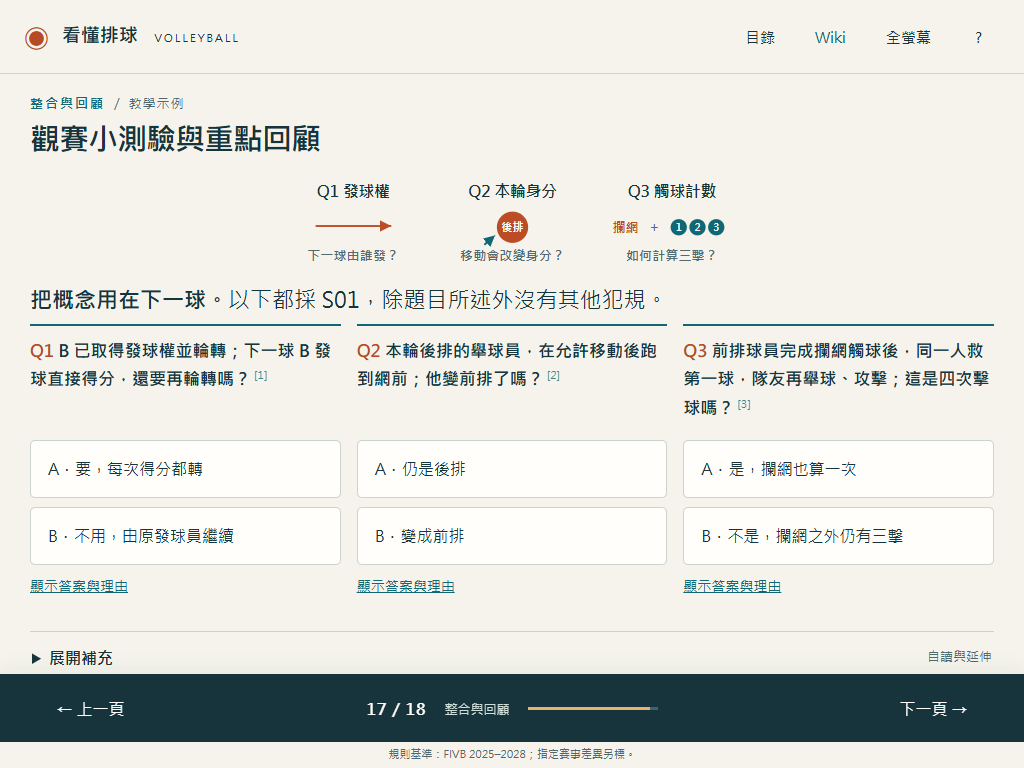 看懂排球 VOLLEYBALL
目錄 Wiki 全螢幕 ?
整合與回顧 / 教學示例
觀賽小測驗與重點回顧
Q1 發球權
下一球由誰發？
Q2 本輪身分
後排
移動會改變身分？
Q3 觸球計數
攔網 + 1 2 3
如何計算三擊？
把概念用在下一球。以下都採 S01，除題目所述外沒有其他犯規。
Q1 B 已取得發球權並輪轉；下一球 B 發
球直接得分，還要再輪轉嗎？ [1]
A · 要，每次得分都轉
B · 不用，由原發球員繼續
顯示答案與理由
Q2 本輪後排的舉球員，在允許移動後跑
到網前；他變前排了嗎？ [2]
A · 仍是後排
B · 變成前排
顯示答案與理由
Q3 前排球員完成攔網觸球後，同一人救
第一球，隊友再舉球、攻擊；這是四次擊
球嗎？ [3]
A · 是，攔網也算一次
B · 不是，攔網之外仍有三擊
顯示答案與理由
▶ 展開補充
自讀與延伸
← 上一頁
17 / 18 整合與回顧
下一頁 →
規則基準：FIVB 2025–2028；指定賽事差異另標。